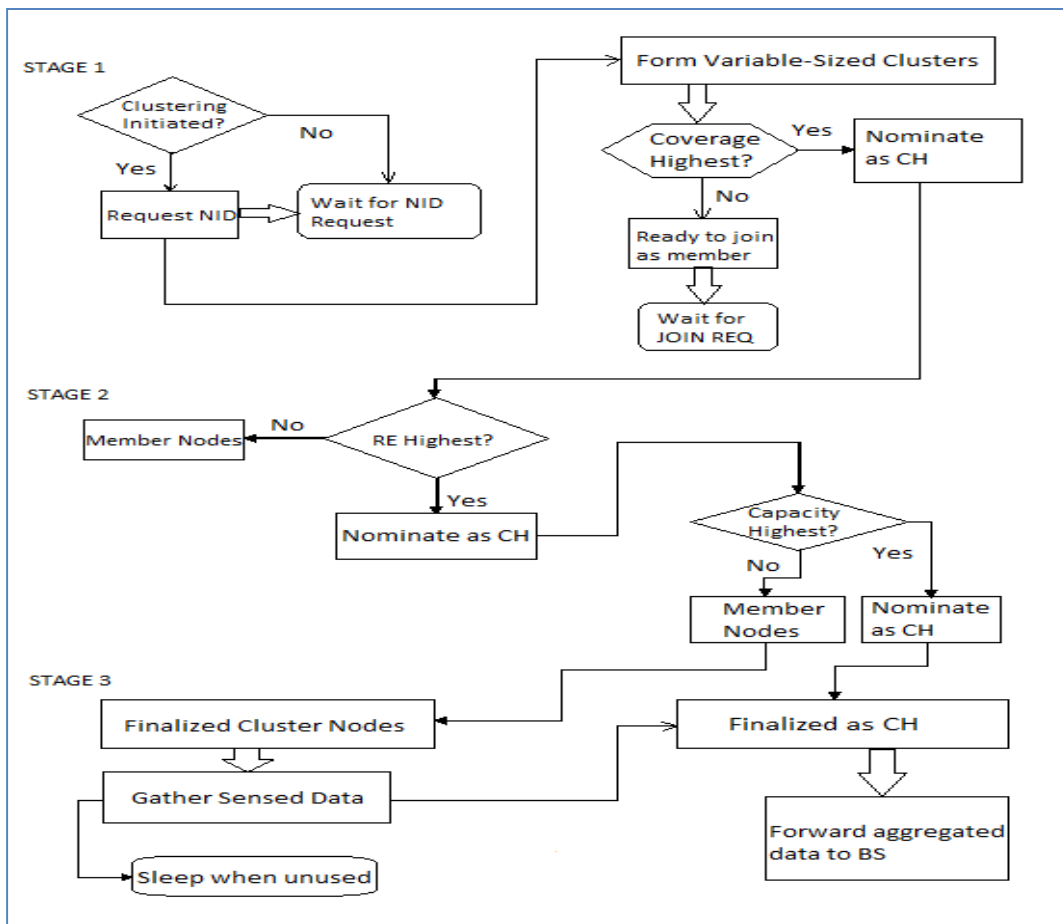 STAGE 1
Clustering
Initiated?
No
Yes
Request NID
Wait for NID
Request
Form Variable-Sized Clusters
Coverage
Highest?
Yes
Nominate
as CH
No
Ready to join
as member
Wait for
JOIN REQ
STAGE 2
Member Nodes
No
RE Highest?
Yes
Nominate as CH
Capacity
Highest?
No
Yes
Member
Nodes
Nominate
as CH
STAGE 3
Finalized Cluster Nodes
Finalized as CH
Gather Sensed Data
Forward aggregated
data to BS
Sleep when unused